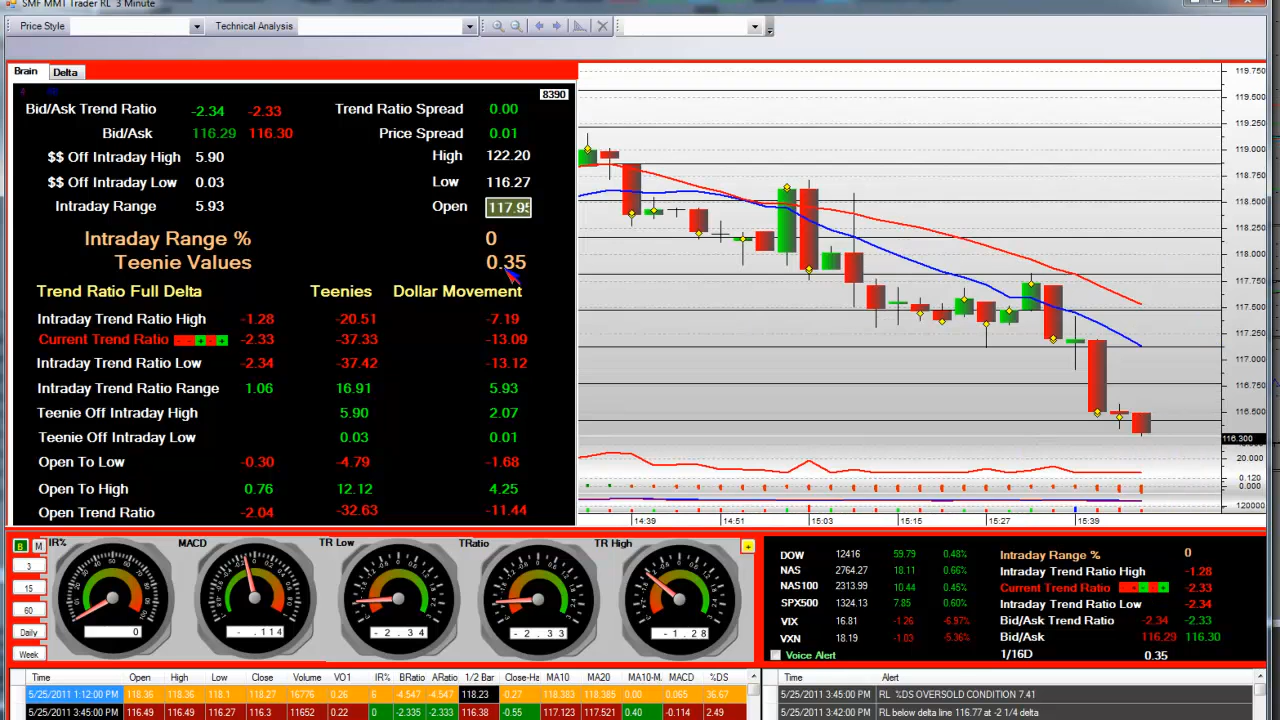 SMF MMT Trader RL 3 Minute
Price Style Technical Analysis
Brain Delta
8390
Bid/Ask Trend Ratio -2.34 -2.33 Trend Ratio Spread 0.00
Bid/Ask 116.29 116.30 Price Spread 0.01
$$ Off Intraday High 5.90 High 122.20
$$ Off Intraday Low 0.03 Low 116.27
Intraday Range 5.93 Open 117.95
Intraday Range % 0
Teenie Values 0.35
Trend Ratio Full Delta Teenies Dollar Movement
Intraday Trend Ratio High -1.28 -20.51 -7.19
Current Trend Ratio - - + - + -2.33 -37.33 -13.09
Intraday Trend Ratio Low -2.34 -37.42 -13.12
Intraday Trend Ratio Range 1.06 16.91 5.93
Teenie Off Intraday High 5.90 2.07
Teenie Off Intraday Low 0.03 0.01
Open To Low -0.30 -4.79 -1.68
Open To High 0.76 12.12 4.25
Open Trend Ratio -2.04 -32.63 -11.44
119.750
119.500
119.250
119.000
118.750
118.500
118.250
118.000
117.750
117.500
117.250
117.000
116.750
116.500
116.300
20.000
0.120
0.000
120000
14:39 14:51 15:03 15:15 15:27 15:39
B M
3
15
60
Daily
Week
IR% MACD TR Low TRatio TR High
0 -.114 -2.34 -2.33 -1.28
DOW 12416 59.79 0.48%
NAS 2764.27 18.11 0.66%
NAS100 2313.99 10.44 0.45%
SPX500 1324.13 7.85 0.60%
VIX 16.81 -1.26 -6.97%
VXN 18.19 -1.03 -5.36%
Voice Alert
Intraday Range % 0
Intraday Trend Ratio High -1.28
Current Trend Ratio - - + - + -2.33
Intraday Trend Ratio Low -2.34
Bid/Ask Trend Ratio -2.34 -2.33
Bid/Ask 116.29 116.30
1/16D 0.35
Time Open High Low Close Volume VO1 IR% BRatio ARatio 1/2 Bar Close-Ha MA10 MA20 MA10-M MACD %DS
5/25/2011 1:12:00 PM 118.36 118.36 118.1 118.27 16776 0.26 6 -4.547 -4.547 118.23 -0.27 118.383 118.385 0.00 0.065 36.67
5/25/2011 3:45:00 PM 116.49 116.49 116.27 116.3 11652 0.22 0 -2.335 -2.333 116.38 -0.55 117.123 117.521 0.40 -0.114 2.49
Time Alert
5/25/2011 3:45:00 PM RL %DS OVERSOLD CONDITION 7.41
5/25/2011 3:42:00 PM RL below delta line 116.77 at -2 1/4 delta